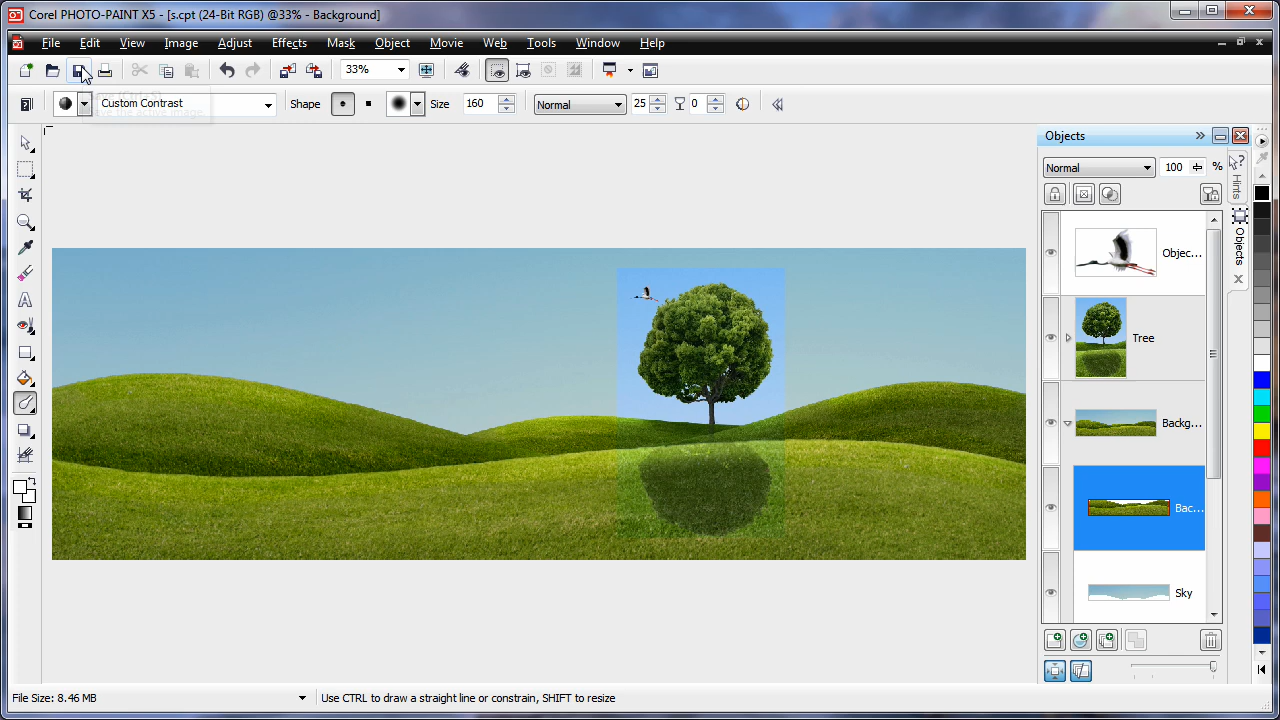 Corel PHOTO-PAINT X5 - [s.cpt (24-Bit RGB) @33% - Background]
File Edit View Image Adjust Effects Mask Object Movie Web Tools Window Help
33%
Custom Contrast Shape Size 160 Normal 25 0
Objects
Normal 100 %
Hints
Objects
Objec...
Tree
Backg...
Bac...
Sky
File Size: 8.46 MB Use CTRL to draw a straight line or constrain, SHIFT to resize